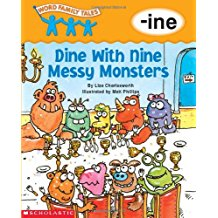 WORD FAMILY TALES
-ine
Dine With Nine
Messy Monsters
By Liza Charlesworth
Illustrated by Matt Phillips
SCHOLASTIC